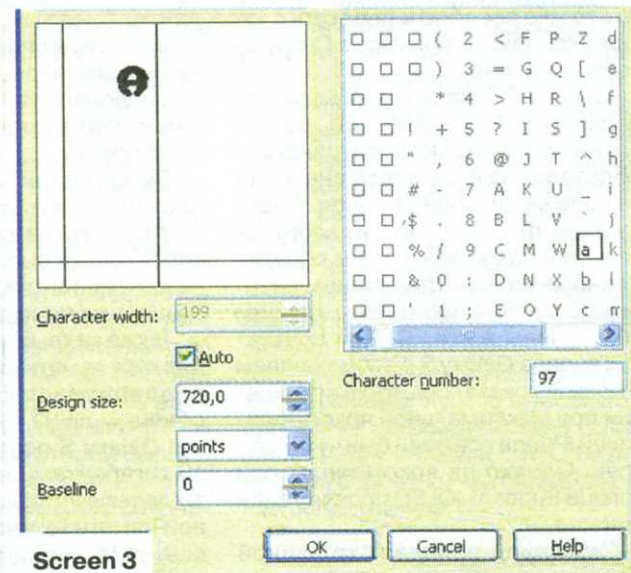 ( 2 < F P Z d
) 3 = G Q [ e
* 4 > H R \ f
! + 5 ? I S ] g
" , 6 @ J T ^ h
# - 7 A K U _ i
$ . 8 B L V ` j
% / 9 C M W a k
& 0 : D N X b l
' 1 ; E O Y c m
Character width: 199
Auto
Design size: 720,0
points
Baseline 0
Character number: 97
OK Cancel Help
Screen 3